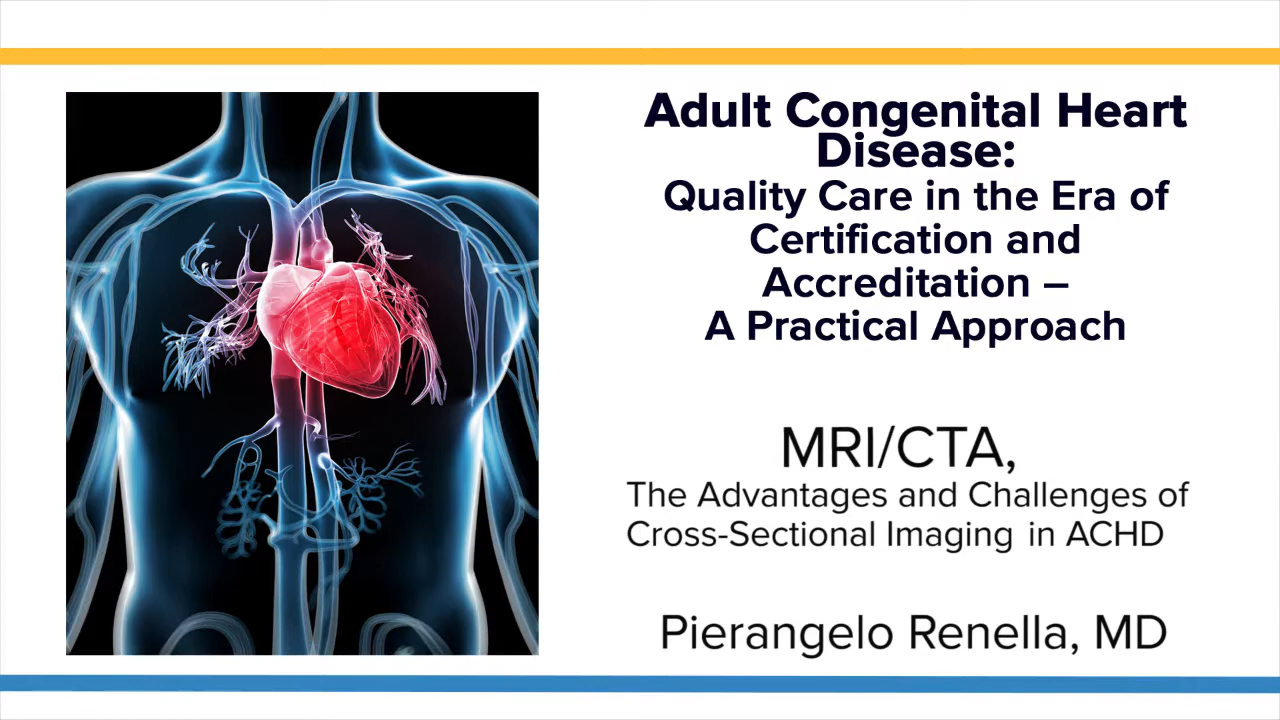 Adult Congenital Heart
Disease:
Quality Care in the Era of
Certification and
Accreditation –
A Practical Approach
MRI/CTA,
The Advantages and Challenges of
Cross-Sectional Imaging in ACHD
Pierangelo Renella, MD